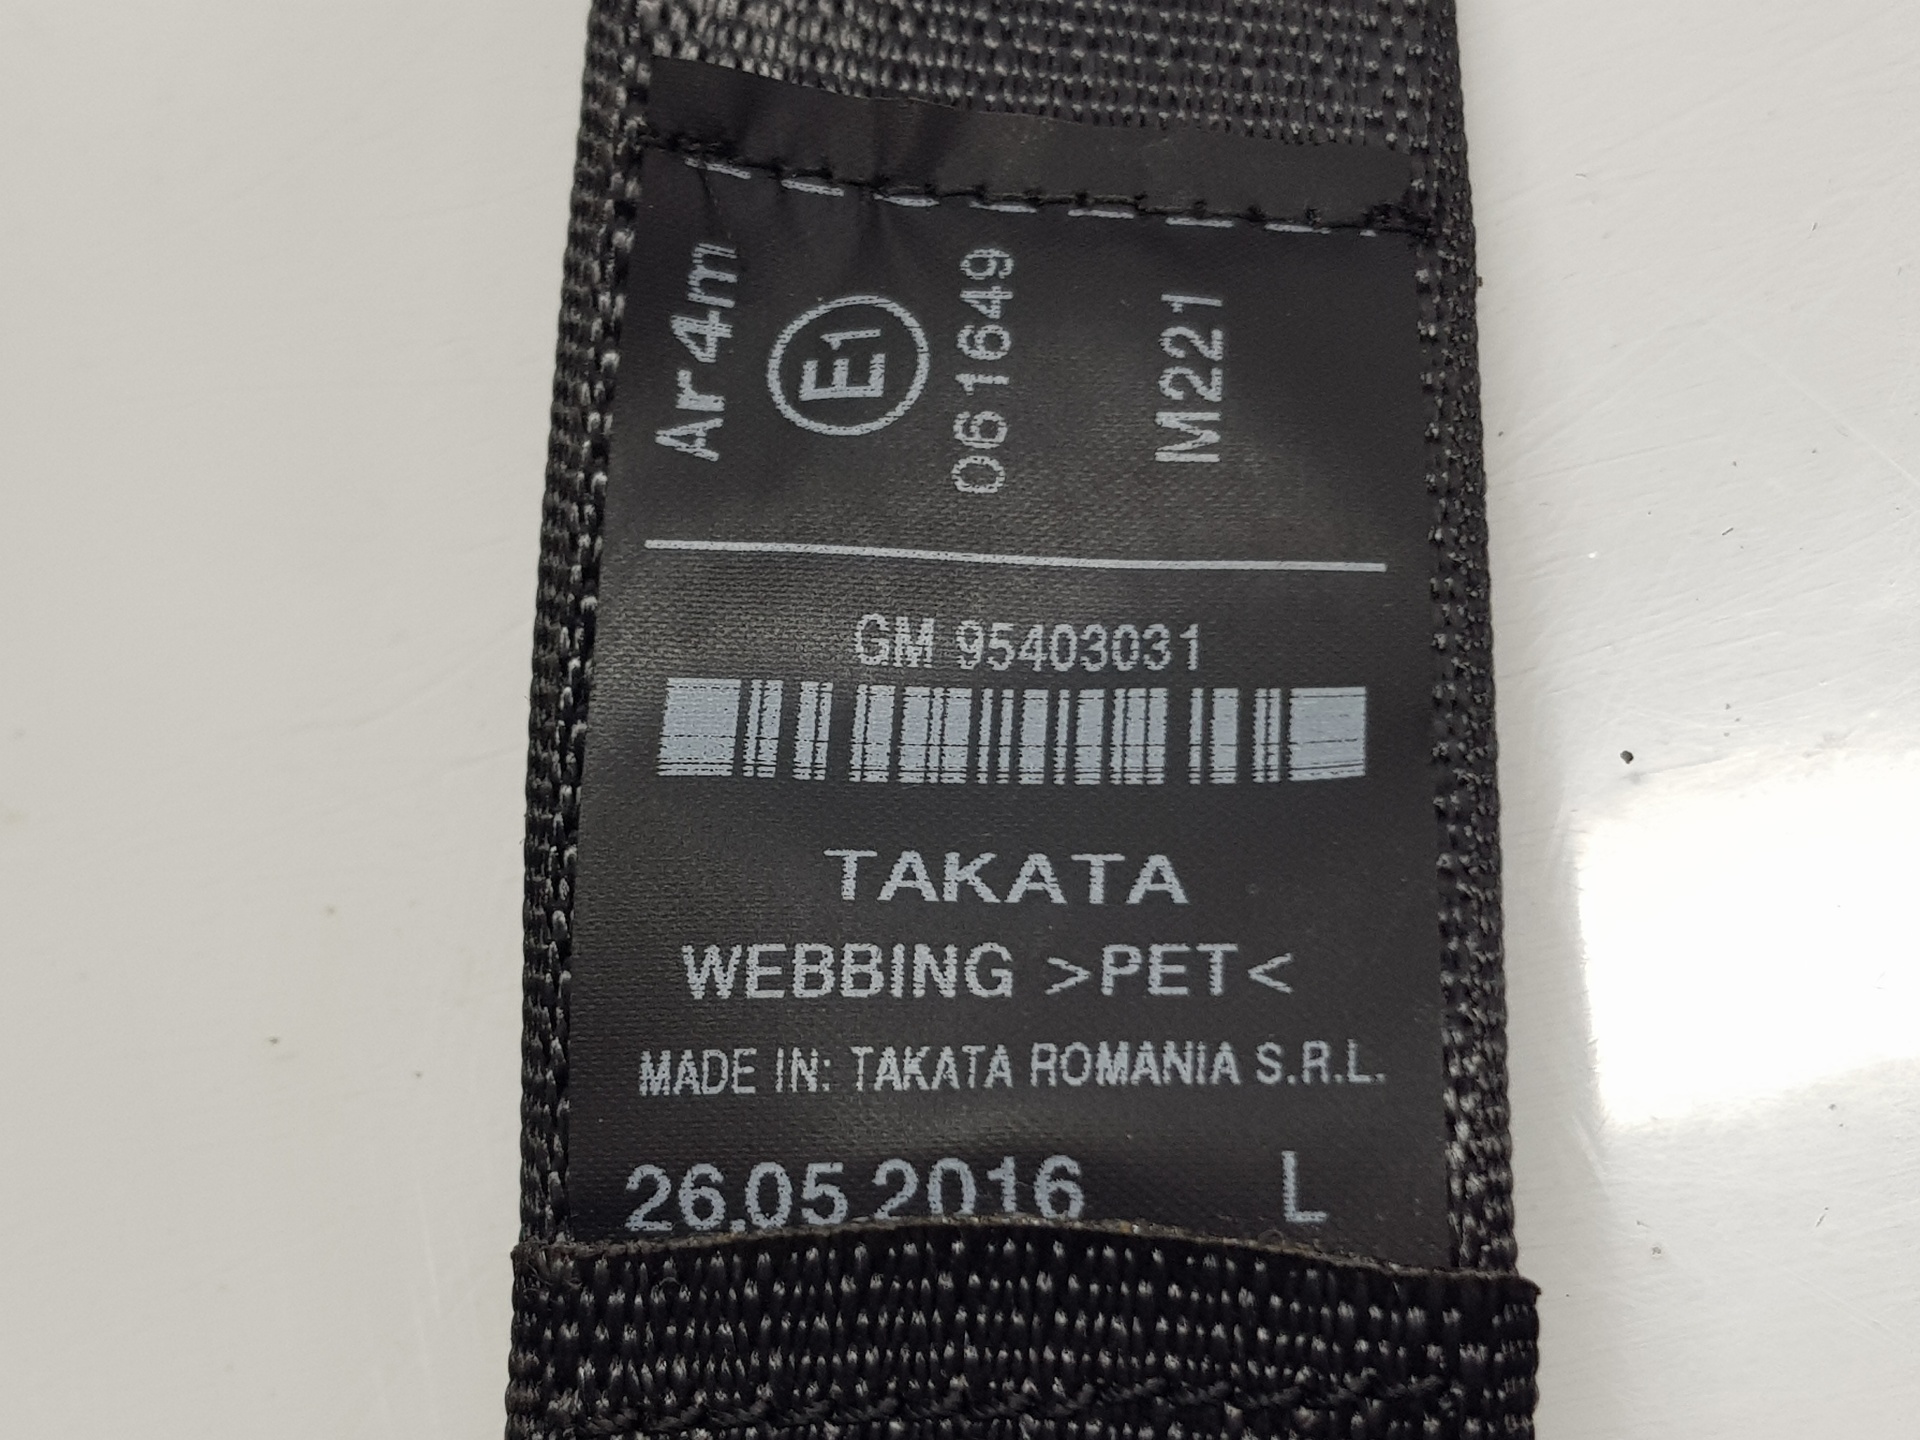 Ar4m
E1
061649
M221
GM 95403031
TAKATA
WEBBING >PET<
MADE IN: TAKATA ROMANIA S.R.L.
26.05.2016 L